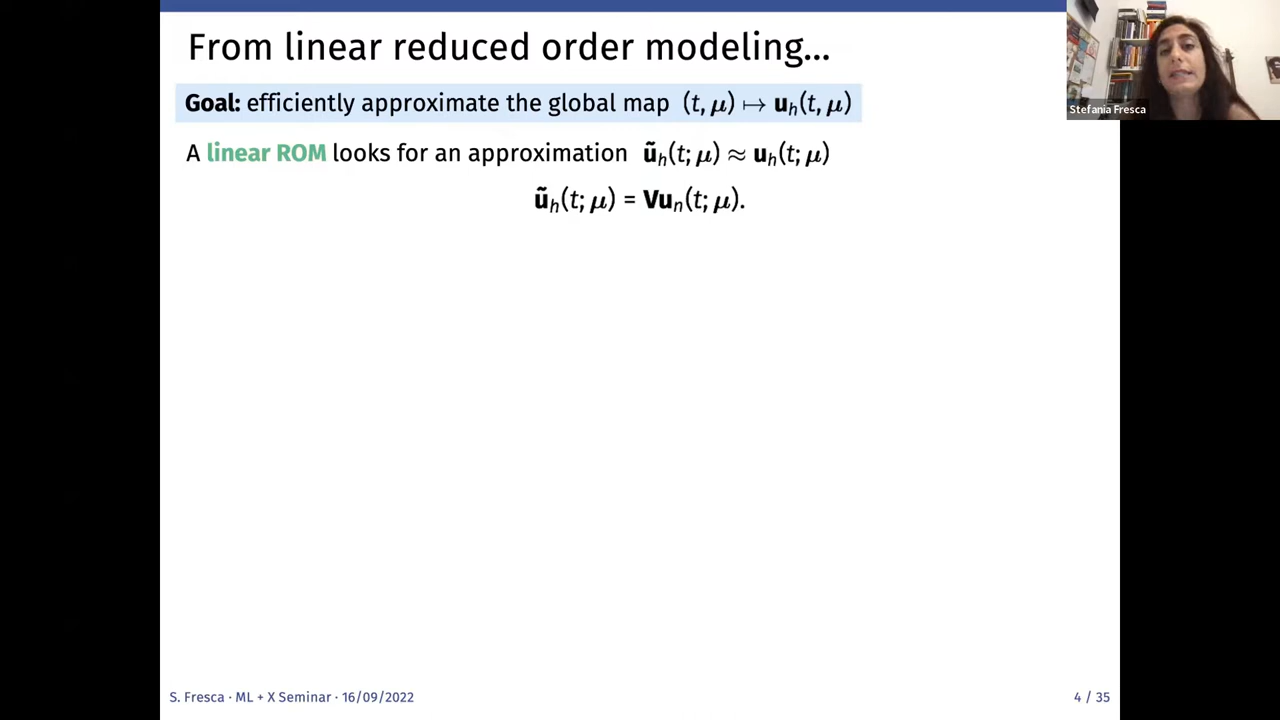 From linear reduced order modeling...
Goal: efficiently approximate the global map (t, μ) ↦ uₕ(t, μ)
A linear ROM looks for an approximation ũₕ(t; μ) ≈ uₕ(t; μ)
ũₕ(t; μ) = Vuₙ(t; μ).
S. Fresca · ML + X Seminar · 16/09/2022
4 / 35
Stefania Fresca